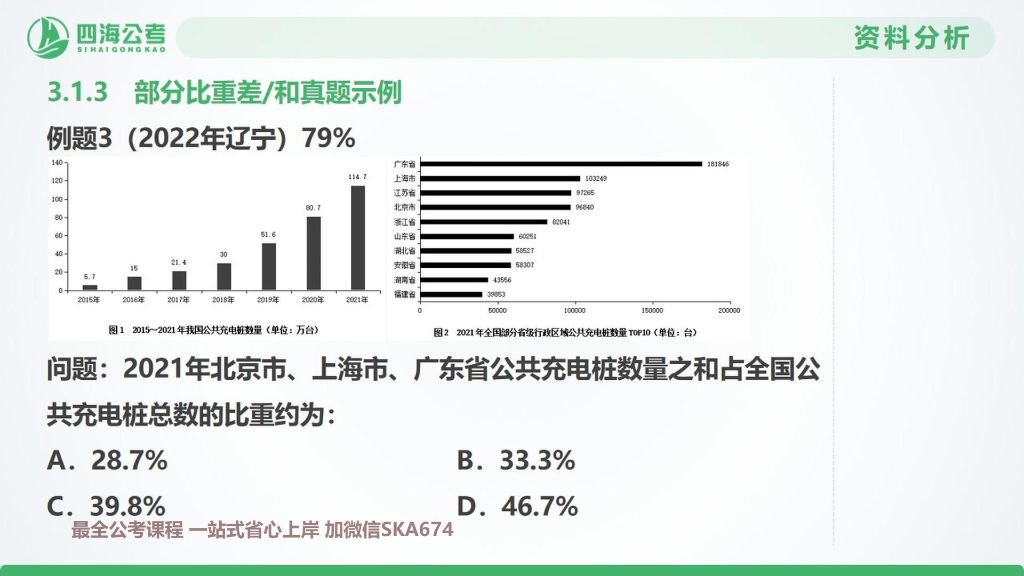 四海公考
SIHAIGONGKAO
资料分析
3.1.3 部分比重差/和真题示例
例题3（2022年辽宁）79%
140
120
100
80
60
40
20
0
5.7
15
21.4
30
51.6
80.7
114.7
2015年
2016年
2017年
2018年
2019年
2020年
2021年
图1 2015～2021年我国公共充电桩数量（单位：万台）
广东省 181846
上海市 103249
江苏省 97265
北京市 96840
浙江省 82041
山东省 60251
湖北省 58527
安徽省 58307
湖南省 43556
福建省 39853
0 50000 100000 150000 200000
图2 2021年全国部分省级行政区域公共充电桩数量TOP10（单位：台）
问题：2021年北京市、上海市、广东省公共充电桩数量之和占全国公
共充电桩总数的比重约为：
A．28.7% B．33.3%
C．39.8% D．46.7%
最全公考课程 一站式省心上岸 加微信SKA674